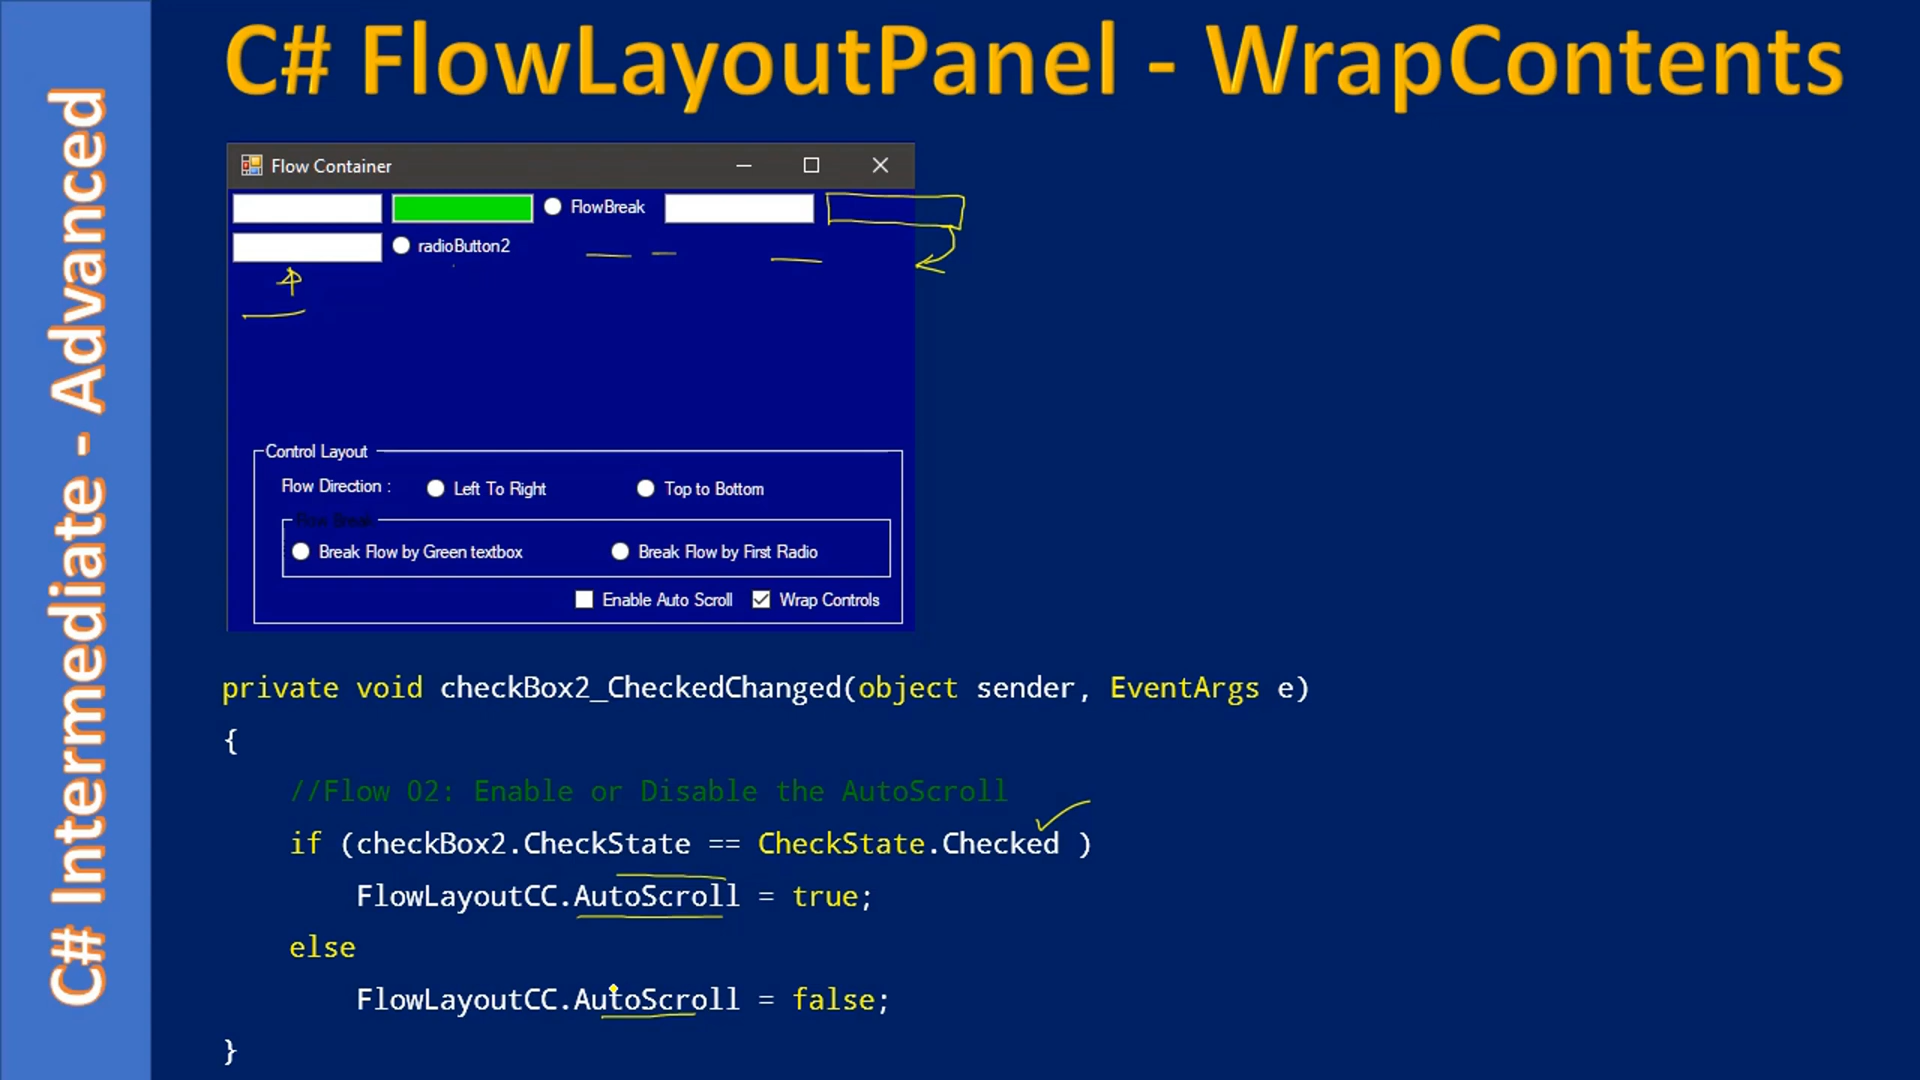 C# Intermediate - Advanced
C# FlowLayoutPanel - WrapContents
Flow Container
FlowBreak
radioButton2
Control Layout
Flow Direction : Left To Right Top to Bottom
Flow Break
Break Flow by Green textbox Break Flow by First Radio
Enable Auto Scroll Wrap Controls
private void checkBox2_CheckedChanged(object sender, EventArgs e)
{
//Flow 02: Enable or Disable the AutoScroll
if (checkBox2.CheckState == CheckState.Checked )
FlowLayoutCC.AutoScroll = true;
else
FlowLayoutCC.AutoScroll = false;
}